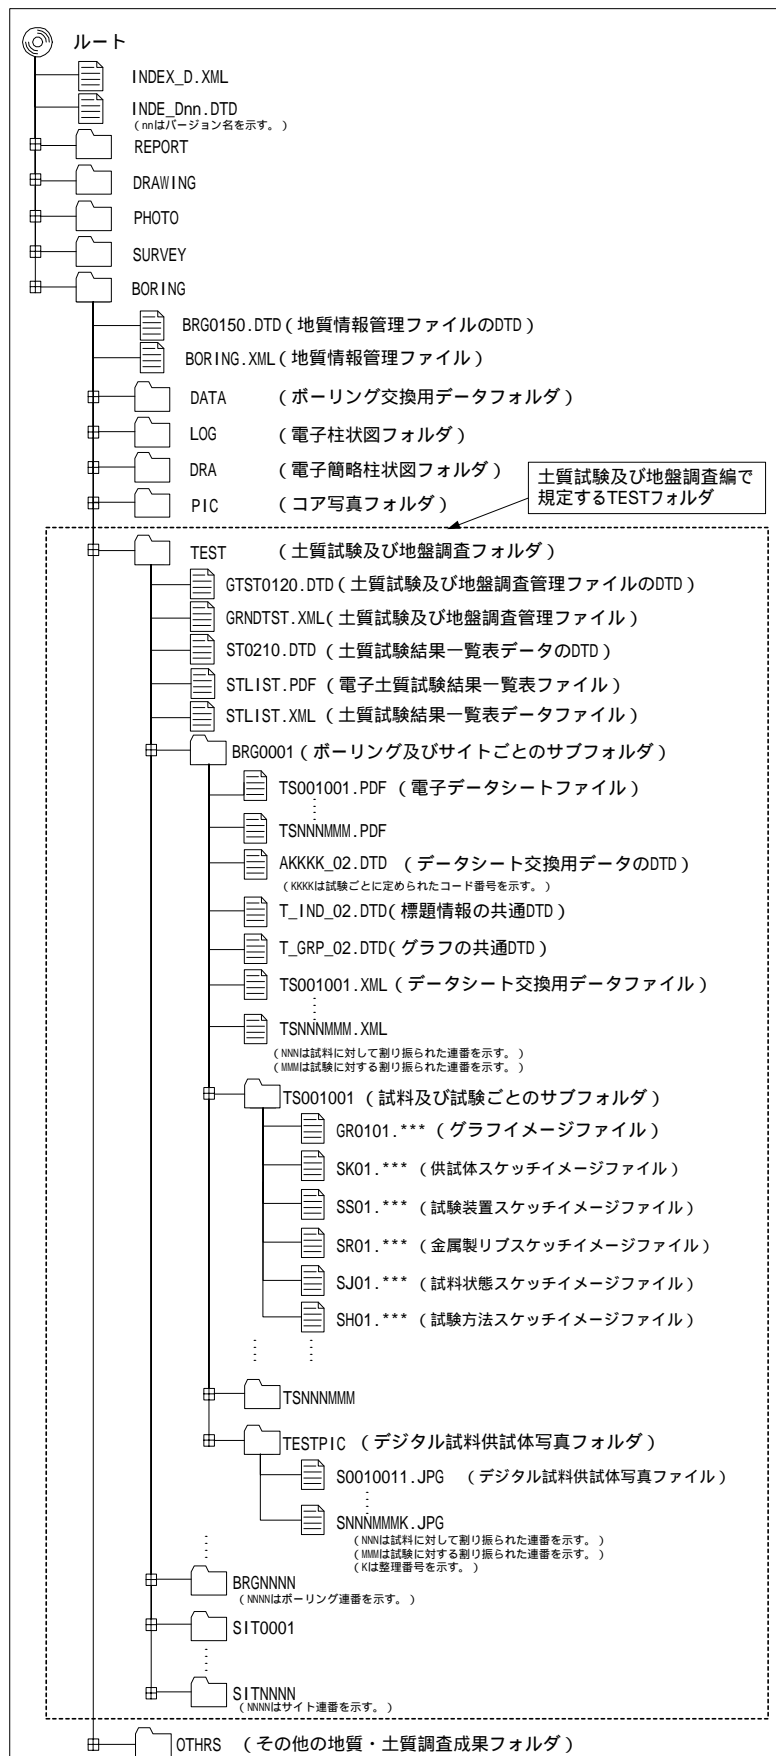 ルート
INDEX_D.XML
INDE_Dnn.DTD
(nnはバージョン名を示す。)
REPORT
DRAWING
PHOTO
SURVEY
BORING
BRG0150.DTD(地質情報管理ファイルのDTD)
BORING.XML(地質情報管理ファイル)
DATA (ボーリング交換用データフォルダ)
LOG (電子柱状図フォルダ)
DRA (電子簡略柱状図フォルダ)
PIC (コア写真フォルダ)
土質試験及び地盤調査編で
規定するTESTフォルダ
TEST (土質試験及び地盤調査フォルダ)
GTST0120.DTD(土質試験及び地盤調査管理ファイルのDTD)
GRNDTST.XML(土質試験及び地盤調査管理ファイル)
ST0210.DTD (土質試験結果一覧表データのDTD)
STLIST.PDF (電子土質試験結果一覧表ファイル)
STLIST.XML (土質試験結果一覧表データファイル)
BRG0001(ボーリング及びサイトごとのサブフォルダ)
TS001001.PDF (電子データシートファイル)
TSNNNMMM.PDF
AKKKK_02.DTD (データシート交換用データのDTD)
(KKKKは試験ごとに定められたコード番号を示す。)
T_IND_02.DTD(標題情報の共通DTD)
T_GRP_02.DTD(グラフの共通DTD)
TS001001.XML(データシート交換用データファイル)
TSNNNMMM.XML
(NNNは試料に対して割り振られた連番を示す。)
(MMMは試験に対する割り振られた連番を示す。)
TS001001 (試料及び試験ごとのサブフォルダ)
GR0101.*** (グラフイメージファイル)
SK01.*** (供試体スケッチイメージファイル)
SS01.*** (試験装置スケッチイメージファイル)
SR01.*** (金属製リブスケッチイメージファイル)
SJ01.*** (試料状態スケッチイメージファイル)
SH01.*** (試験方法スケッチイメージファイル)
TSNNNMMM
TESTPIC (デジタル試料供試体写真フォルダ)
S0010011.JPG (デジタル試料供試体写真ファイル)
SNNNMMMK.JPG
(NNNは試料に対して割り振られた連番を示す。)
(MMMは試験に対する割り振られた連番を示す。)
(Kは整理番号を示す。)
BRGNNNN
(NNNNはボーリング連番を示す。)
SIT0001
SITNNNN
(NNNNはサイト連番を示す。)
OTHRS (その他の地質・土質調査成果フォルダ)